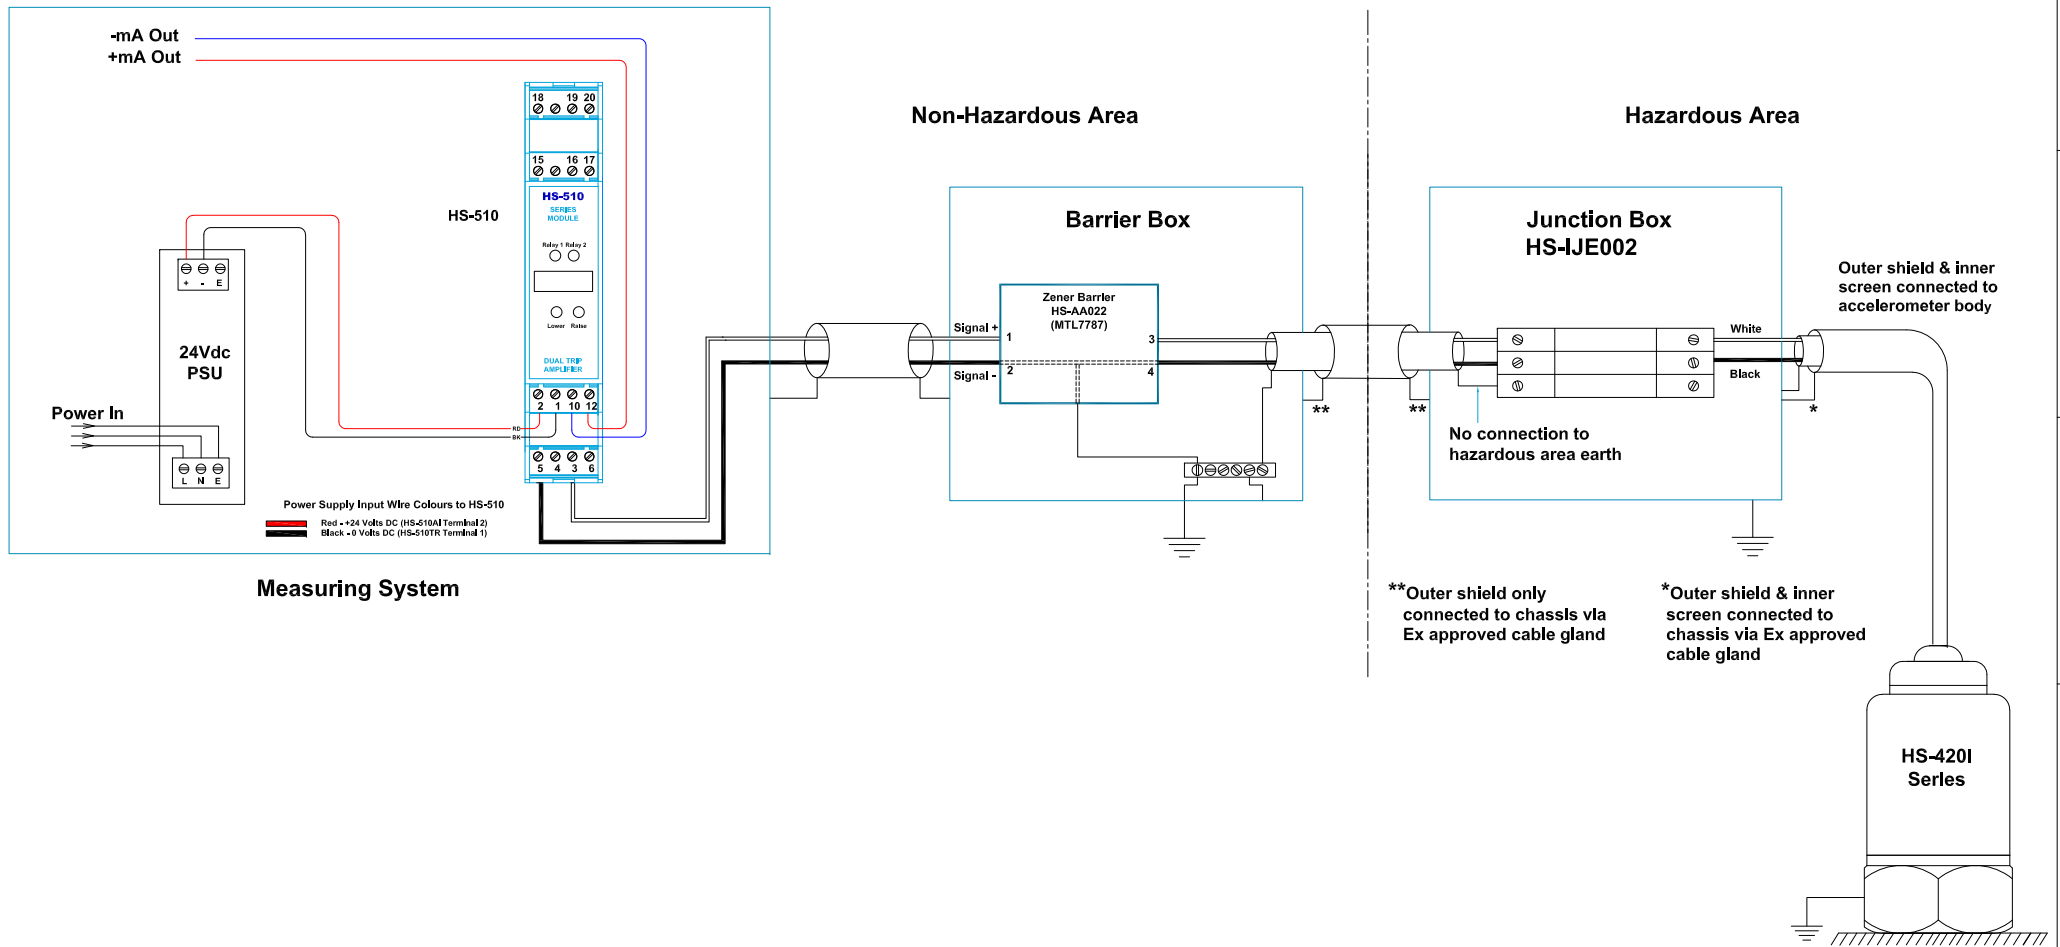 -mA Out
+mA Out
18 19 20
15 16 17
HS-510
SERIES
MODULE
HS-510
Relay 1 Relay 2
Lower Raise
DUAL TRIP
AMPLIFIER
2 1 10 12
RD
BK
5 4 3 6
+ - E
24Vdc
PSU
Power In
L N E
Power Supply Input Wire Colours to HS-510
Red - +24 Volts DC (HS-510AI Terminal 2)
Black - 0 Volts DC (HS-510TR Terminal 1)
Measuring System
Non-Hazardous Area
Barrier Box
Zener Barrier
HS-AA022
(MTL7787)
Signal +
1
3
2
4
Signal -
**
**
Hazardous Area
Junction Box
HS-IJE002
White
Black
*
No connection to
hazardous area earth
Outer shield & inner
screen connected to
accelerometer body
**Outer shield only
connected to chassis via
Ex approved cable gland
*Outer shield & inner
screen connected to
chassis via Ex approved
cable gland
HS-420I
Series